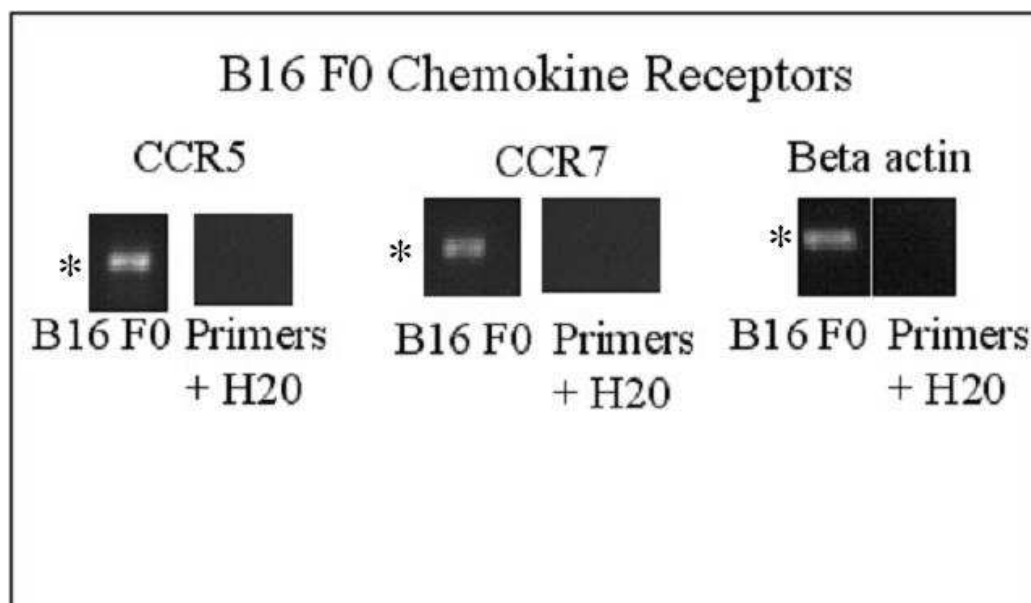 B16 F0 Chemokine Receptors
CCR5
*
B16 F0 Primers
+ H20
CCR7
*
B16 F0 Primers
+ H20
Beta actin
*
B16 F0 Primers
+ H20